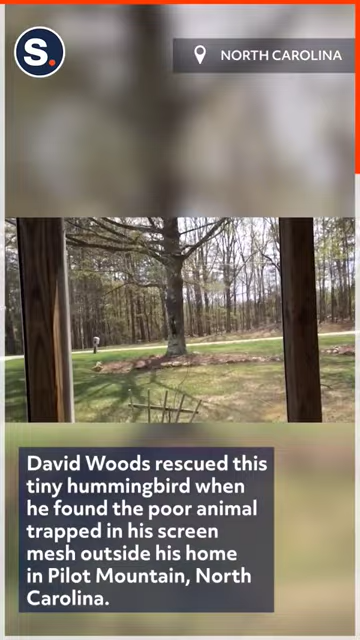 S.
NORTH CAROLINA
David Woods rescued this
tiny hummingbird when
he found the poor animal
trapped in his screen
mesh outside his home
in Pilot Mountain, North
Carolina.